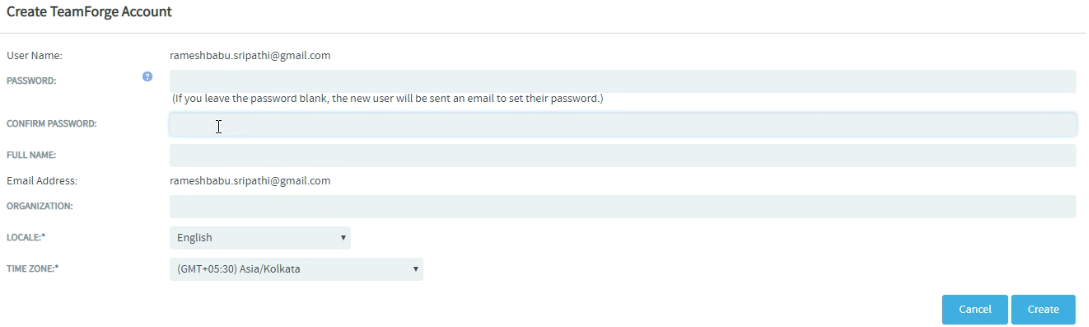 Create TeamForge Account
User Name: rameshbabu.sripathi@gmail.com
PASSWORD: ?
(If you leave the password blank, the new user will be sent an email to set their password.)
CONFIRM PASSWORD:
FULL NAME:
Email Address: rameshbabu.sripathi@gmail.com
ORGANIZATION:
LOCALE:* English
TIME ZONE:* (GMT+05:30) Asia/Kolkata
Cancel Create